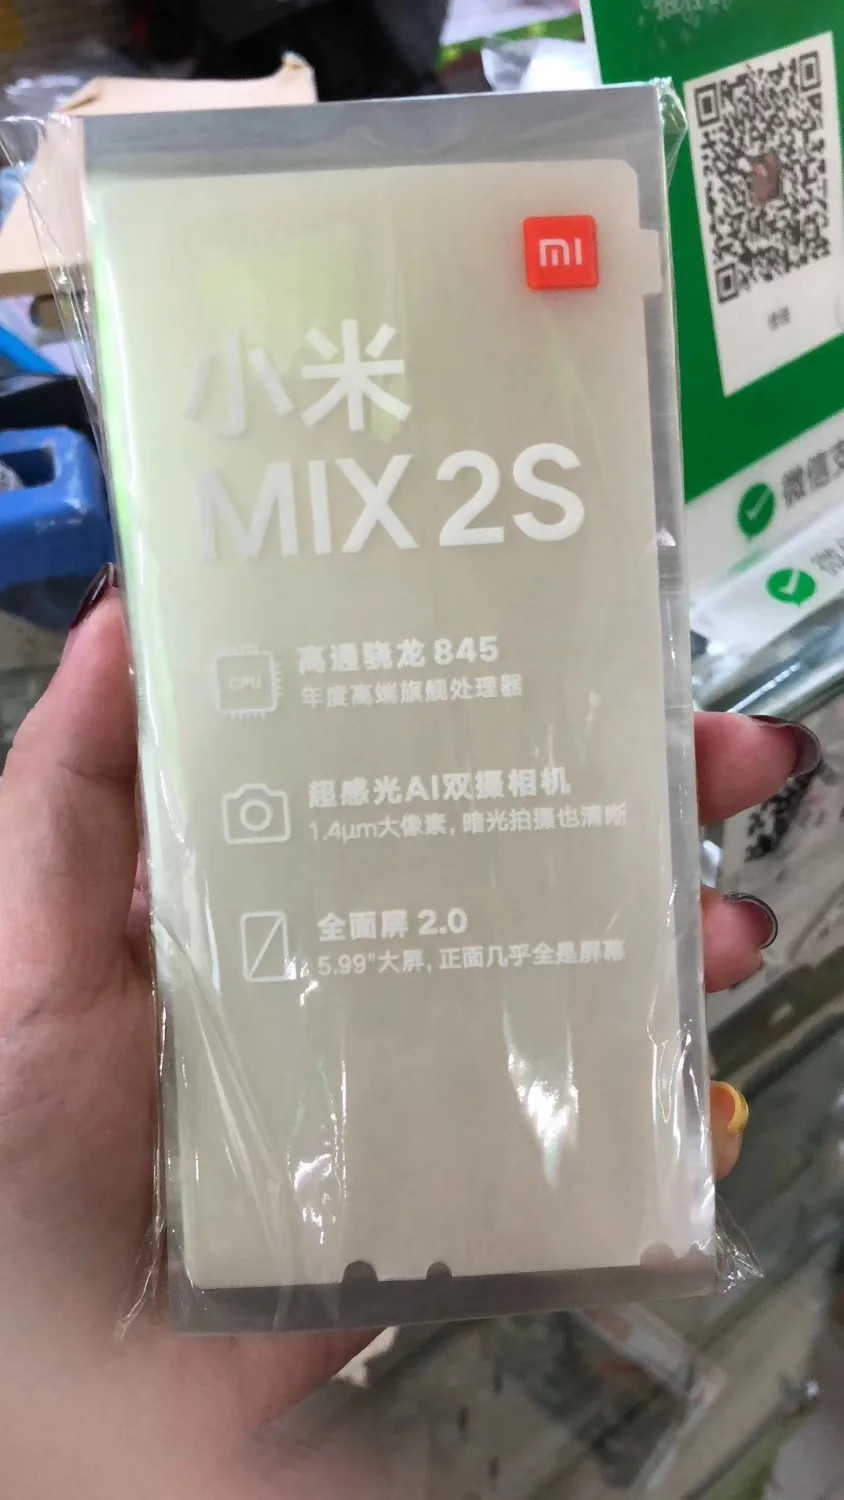 mi
小米
MIX 2S
CPU
高通骁龙 845
年度高端旗舰处理器
超感光AI双摄相机
1.4μm大像素, 暗光拍摄也清晰
全面屏 2.0
5.99"大屏, 正面几乎全是屏幕
微信支